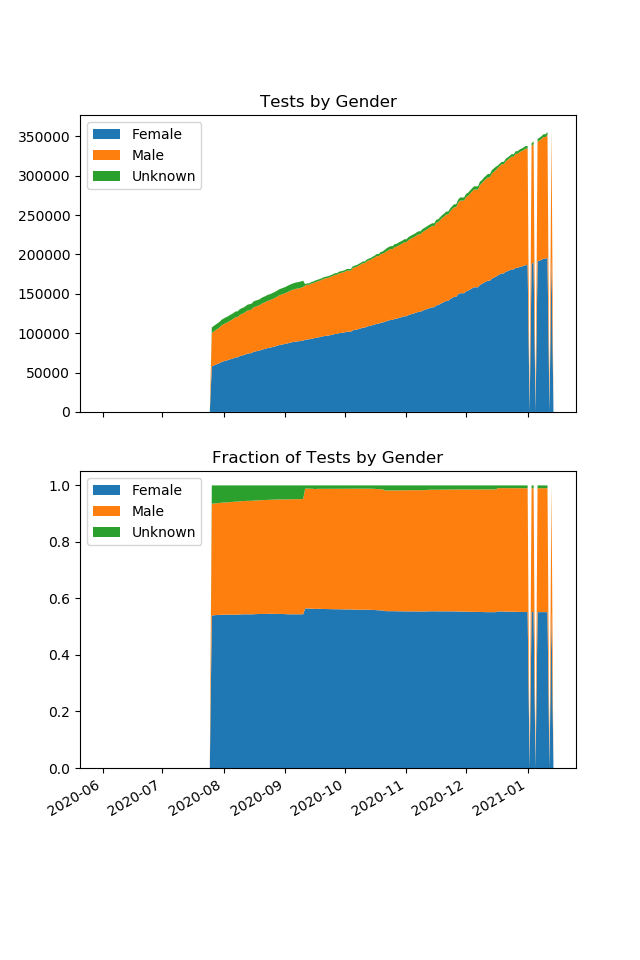 Tests by Gender
Female
Male
Unknown
350000
300000
250000
200000
150000
100000
50000
0
Fraction of Tests by Gender
Female
Male
Unknown
1.0
0.8
0.6
0.4
0.2
0.0
2020-06 2020-07 2020-08 2020-09 2020-10 2020-11 2020-12 2021-01